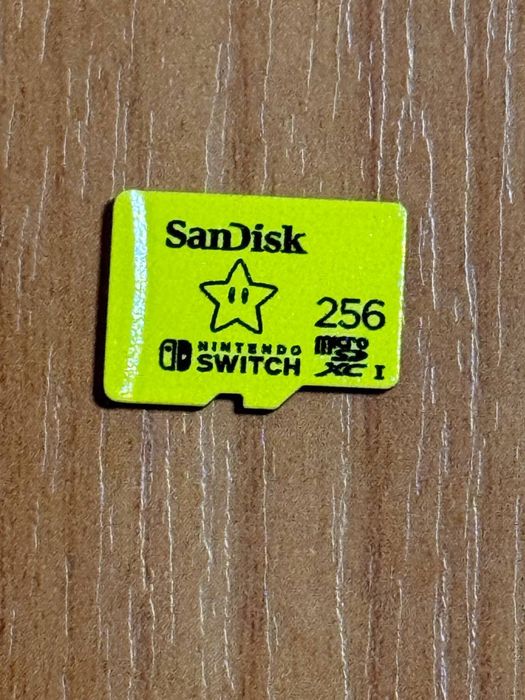 SanDisk
256
NINTENDO
SWITCH
micro
SD
XC I